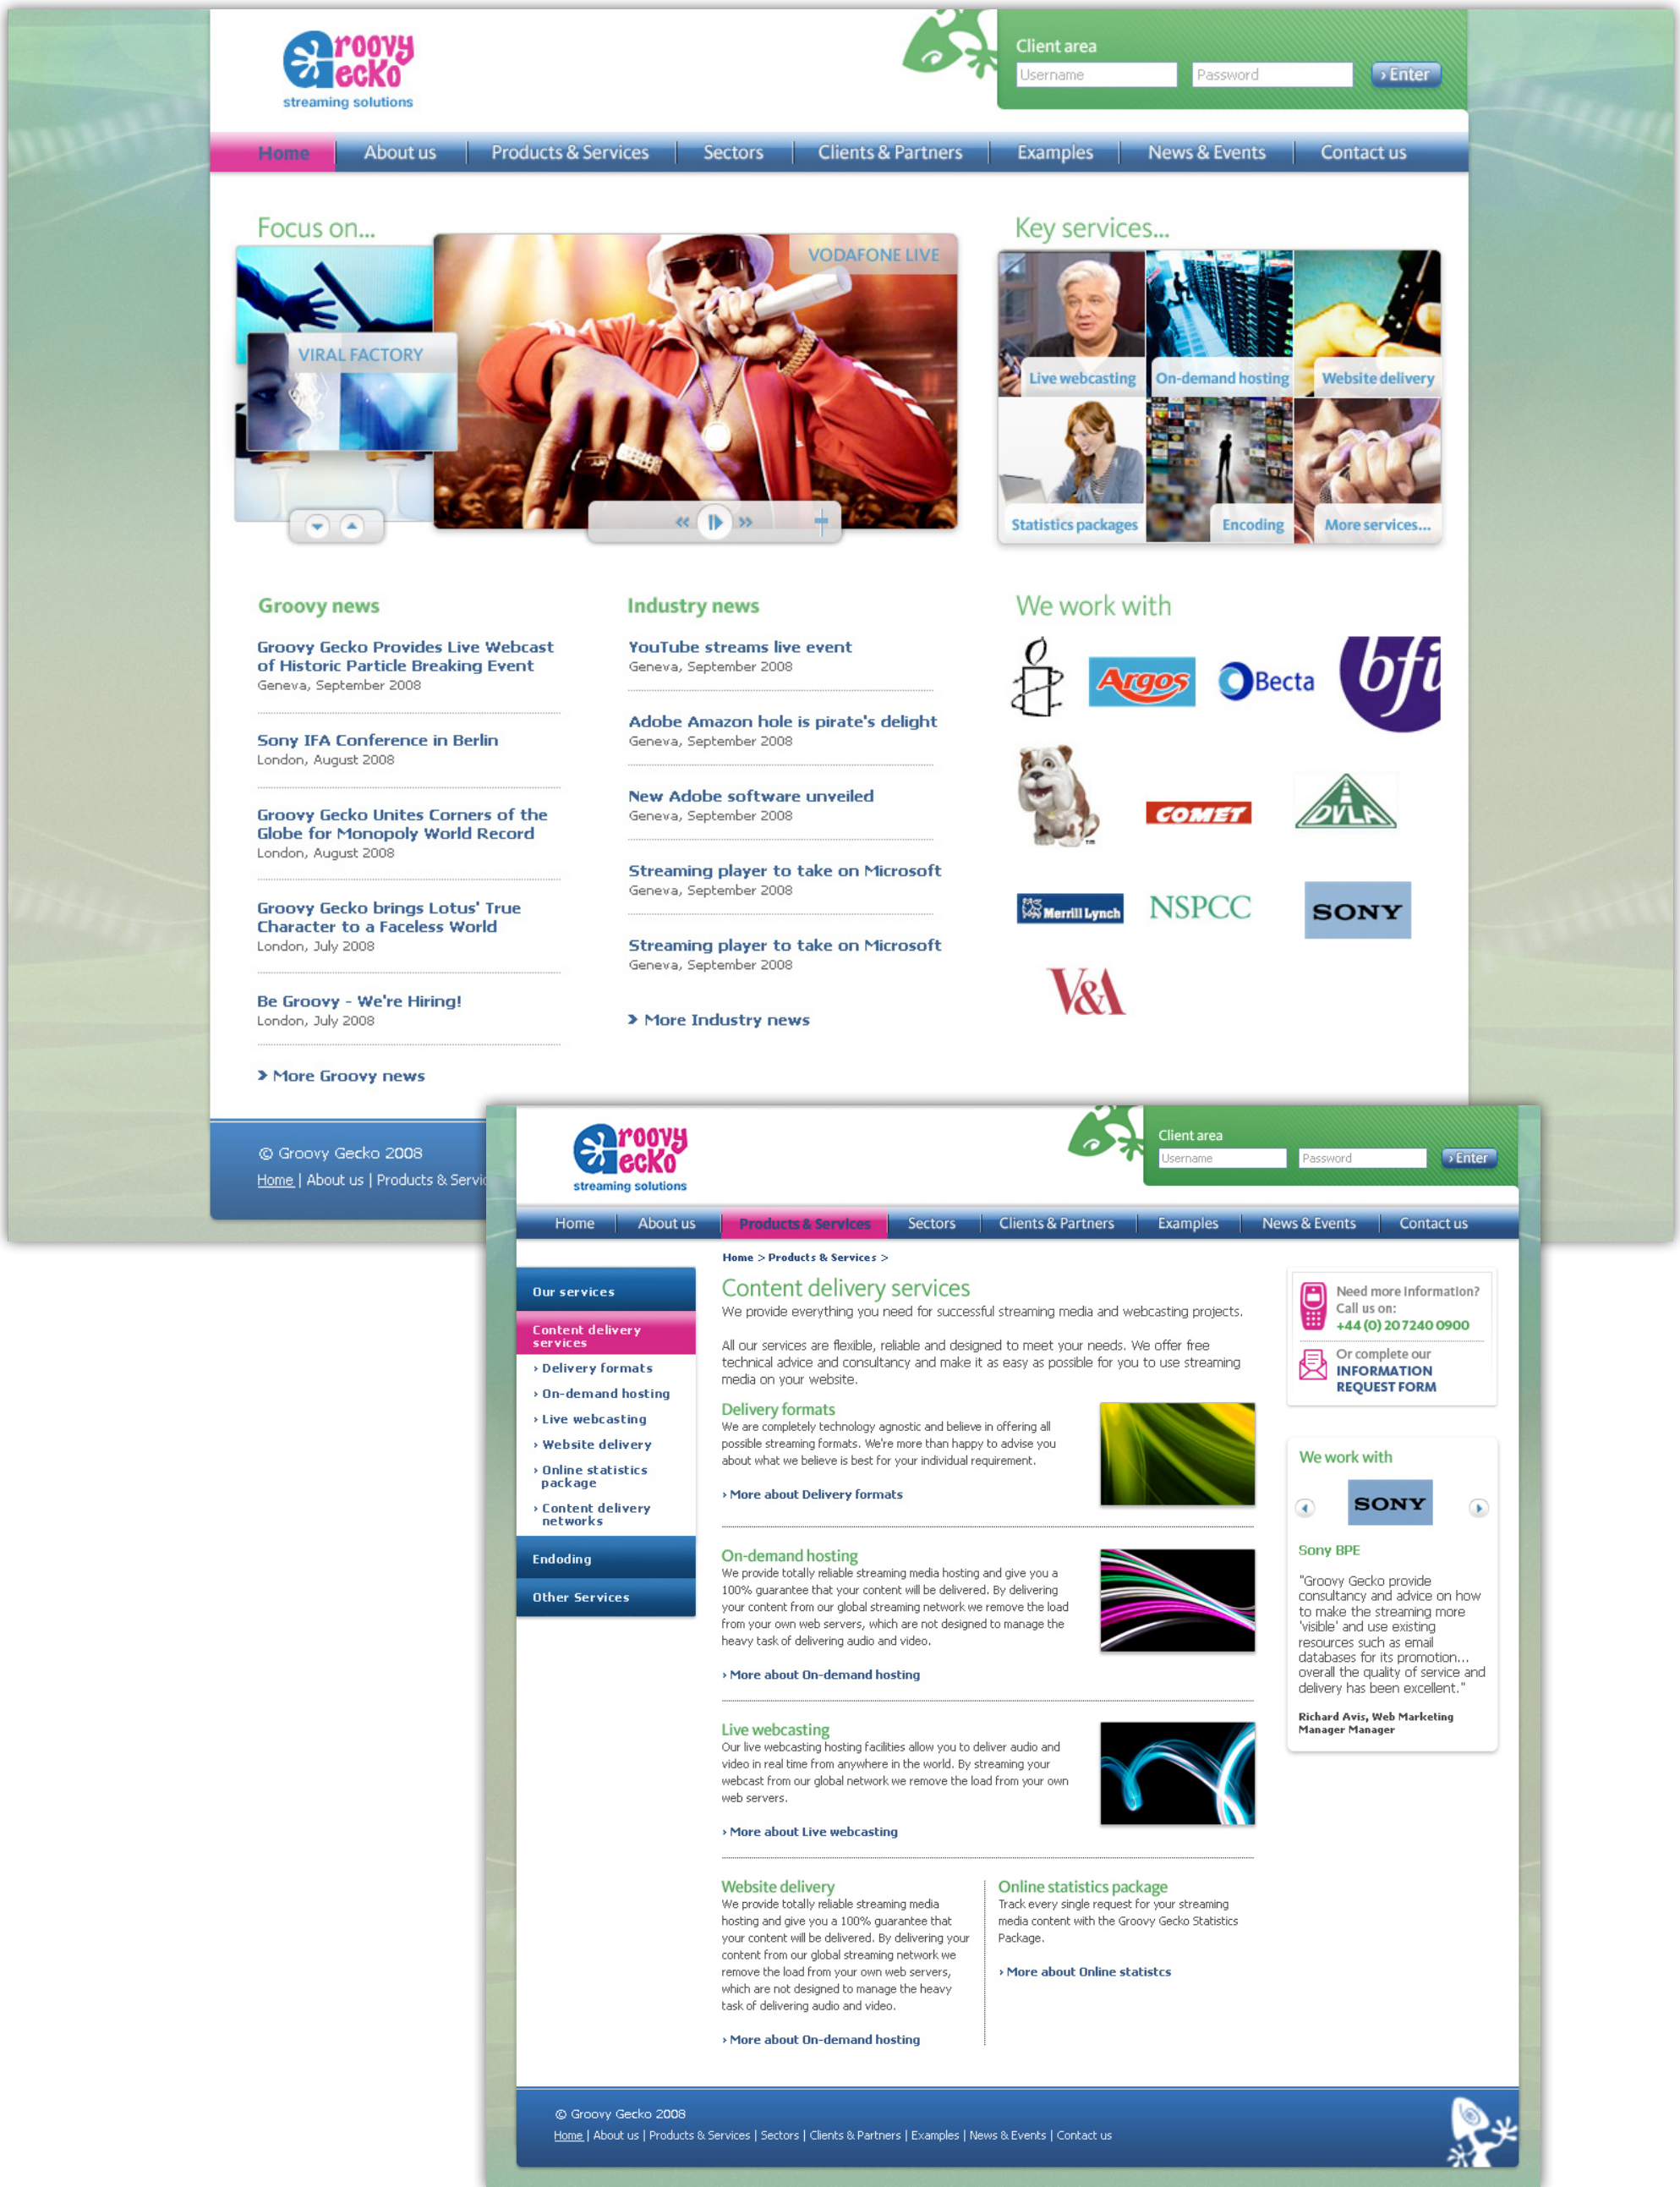 Groovy
Gecko
streaming solutions
Client area
Username
Password
› Enter
Home
About us
Products & Services
Sectors
Clients & Partners
Examples
News & Events
Contact us
Focus on...
VIRAL FACTORY
VODAFONE LIVE
Key services...
Live webcasting
On-demand hosting
Website delivery
Statistics packages
Encoding
More services...
Groovy news
Groovy Gecko Provides Live Webcast
of Historic Particle Breaking Event
Geneva, September 2008
Sony IFA Conference in Berlin
London, August 2008
Groovy Gecko Unites Corners of the
Globe for Monopoly World Record
London, August 2008
Groovy Gecko brings Lotus' True
Character to a Faceless World
London, July 2008
Be Groovy - We're Hiring!
London, July 2008
More Groovy news
Industry news
YouTube streams live event
Geneva, September 2008
Adobe Amazon hole is pirate's delight
Geneva, September 2008
New Adobe software unveiled
Geneva, September 2008
Streaming player to take on Microsoft
Geneva, September 2008
Streaming player to take on Microsoft
Geneva, September 2008
More Industry news
We work with
Argos
Becta
bfi
TM
COMET
DVLA
Merrill Lynch
NSPCC
SONY
V&A
© Groovy Gecko 2008
Home | About us | Products & Servic
Groovy
Gecko
streaming solutions
Client area
Username
Password
› Enter
Home
About us
Products & Services
Sectors
Clients & Partners
Examples
News & Events
Contact us
Home > Products & Services >
Our services
Content delivery
services
› Delivery formats
› On-demand hosting
› Live webcasting
› Website delivery
› Online statistics
package
› Content delivery
networks
Endoding
Other Services
Content delivery services
We provide everything you need for successful streaming media and webcasting projects.
All our services are flexible, reliable and designed to meet your needs. We offer free
technical advice and consultancy and make it as easy as possible for you to use streaming
media on your website.
Delivery formats
We are completely technology agnostic and believe in offering all
possible streaming formats. We're more than happy to advise you
about what we believe is best for your individual requirement.
› More about Delivery formats
On-demand hosting
We provide totally reliable streaming media hosting and give you a
100% guarantee that your content will be delivered. By delivering
your content from our global streaming network we remove the load
from your own web servers, which are not designed to manage the
heavy task of delivering audio and video.
› More about On-demand hosting
Live webcasting
Our live webcasting hosting facilities allow you to deliver audio and
video in real time from anywhere in the world. By streaming your
webcast from our global network we remove the load from your own
web servers.
› More about Live webcasting
Website delivery
We provide totally reliable streaming media
hosting and give you a 100% guarantee that
your content will be delivered. By delivering your
content from our global streaming network we
remove the load from your own web servers,
which are not designed to manage the heavy
task of delivering audio and video.
› More about On-demand hosting
Online statistics package
Track every single request for your streaming
media content with the Groovy Gecko Statistics
Package.
› More about Online statistcs
Need more information?
Call us on:
+44 (0) 20 7240 0900
Or complete our
INFORMATION
REQUEST FORM
We work with
SONY
Sony BPE
"Groovy Gecko provide
consultancy and advice on how
to make the streaming more
'visible' and use existing
resources such as email
databases for its promotion...
overall the quality of service and
delivery has been excellent."
Richard Avis, Web Marketing
Manager Manager
© Groovy Gecko 2008
Home | About us | Products & Services | Sectors | Clients & Partners | Examples | News & Events | Contact us